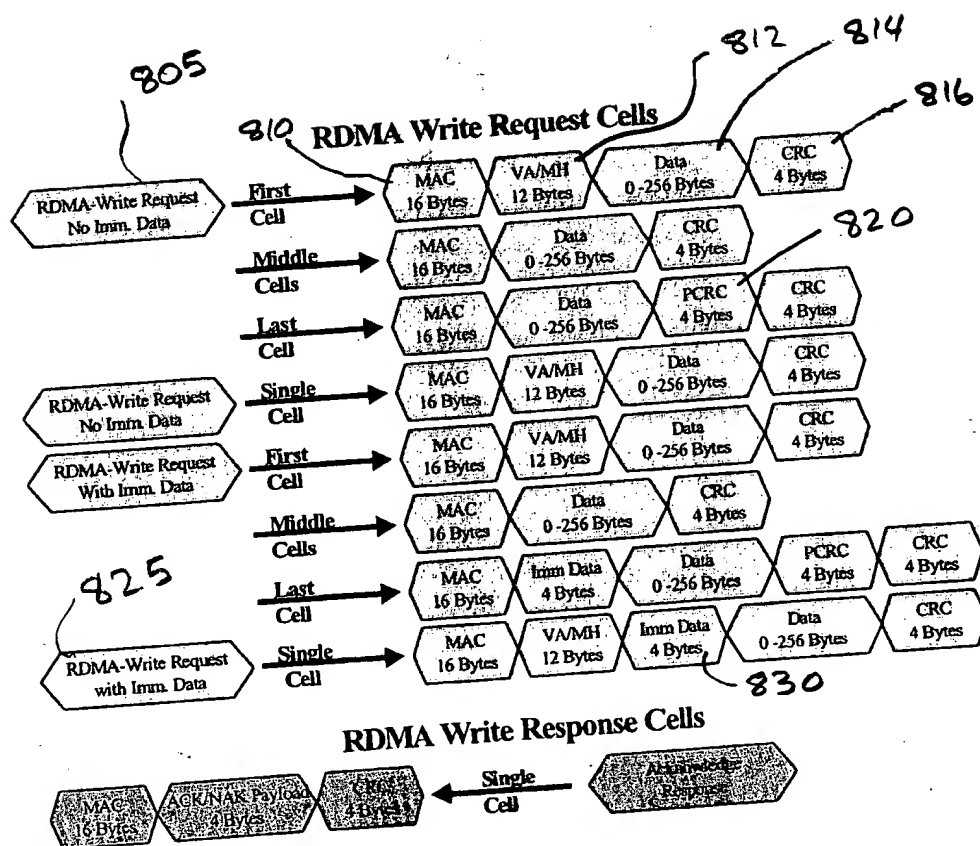 805
812
814
816
810
RDMA Write Request Cells
RDMA-Write Request
No Imm. Data
First
Cell
MAC
16 Bytes
VA/MH
12 Bytes
Data
0-256 Bytes
CRC
4 Bytes
Middle
Cells
MAC
16 Bytes
Data
0-256 Bytes
CRC
4 Bytes
820
Last
Cell
MAC
16 Bytes
Data
0-256 Bytes
PCRC
4 Bytes
CRC
4 Bytes
RDMA-Write Request
No Imm. Data
Single
Cell
MAC
16 Bytes
VA/MH
12 Bytes
Data
0-256 Bytes
CRC
4 Bytes
RDMA-Write Request
With Imm. Data
First
Cell
MAC
16 Bytes
VA/MH
12 Bytes
Data
0-256 Bytes
CRC
4 Bytes
Middle
Cells
MAC
16 Bytes
Data
0-256 Bytes
CRC
4 Bytes
825
Last
Cell
MAC
16 Bytes
Imm Data
4 Bytes
Data
0-256 Bytes
PCRC
4 Bytes
CRC
4 Bytes
RDMA-Write Request
with Imm. Data
Single
Cell
MAC
16 Bytes
VA/MH
12 Bytes
Imm Data
4 Bytes
Data
0-256 Bytes
CRC
4 Bytes
830
RDMA Write Response Cells
MAC
16 Bytes
ACK/NAK Payload
4 Bytes
CRC
4 Bytes
Single
Cell
Acknowledge
Response